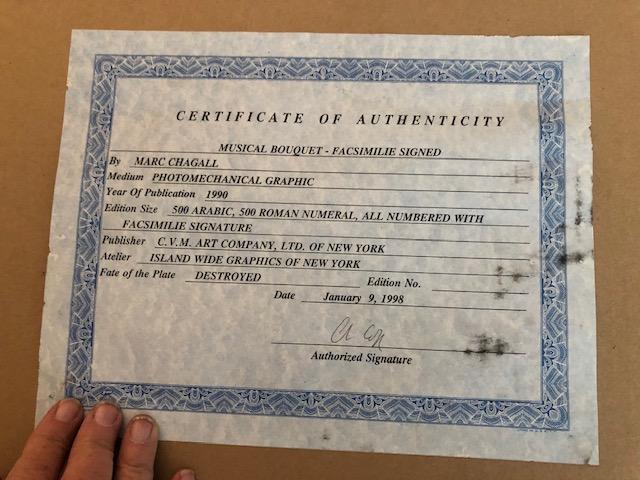 CERTIFICATE OF AUTHENTICITY
MUSICAL BOUQUET - FACSIMILIE SIGNED
By MARC CHAGALL
Medium PHOTOMECHANICAL GRAPHIC
Year Of Publication 1990
Edition Size 500 ARABIC, 500 ROMAN NUMERAL, ALL NUMBERED WITH
FACSIMILIE SIGNATURE
Publisher C.V.M. ART COMPANY, LTD. OF NEW YORK
Atelier ISLAND WIDE GRAPHICS OF NEW YORK
Fate of the Plate DESTROYED Edition No.
Date January 9, 1998
Authorized Signature